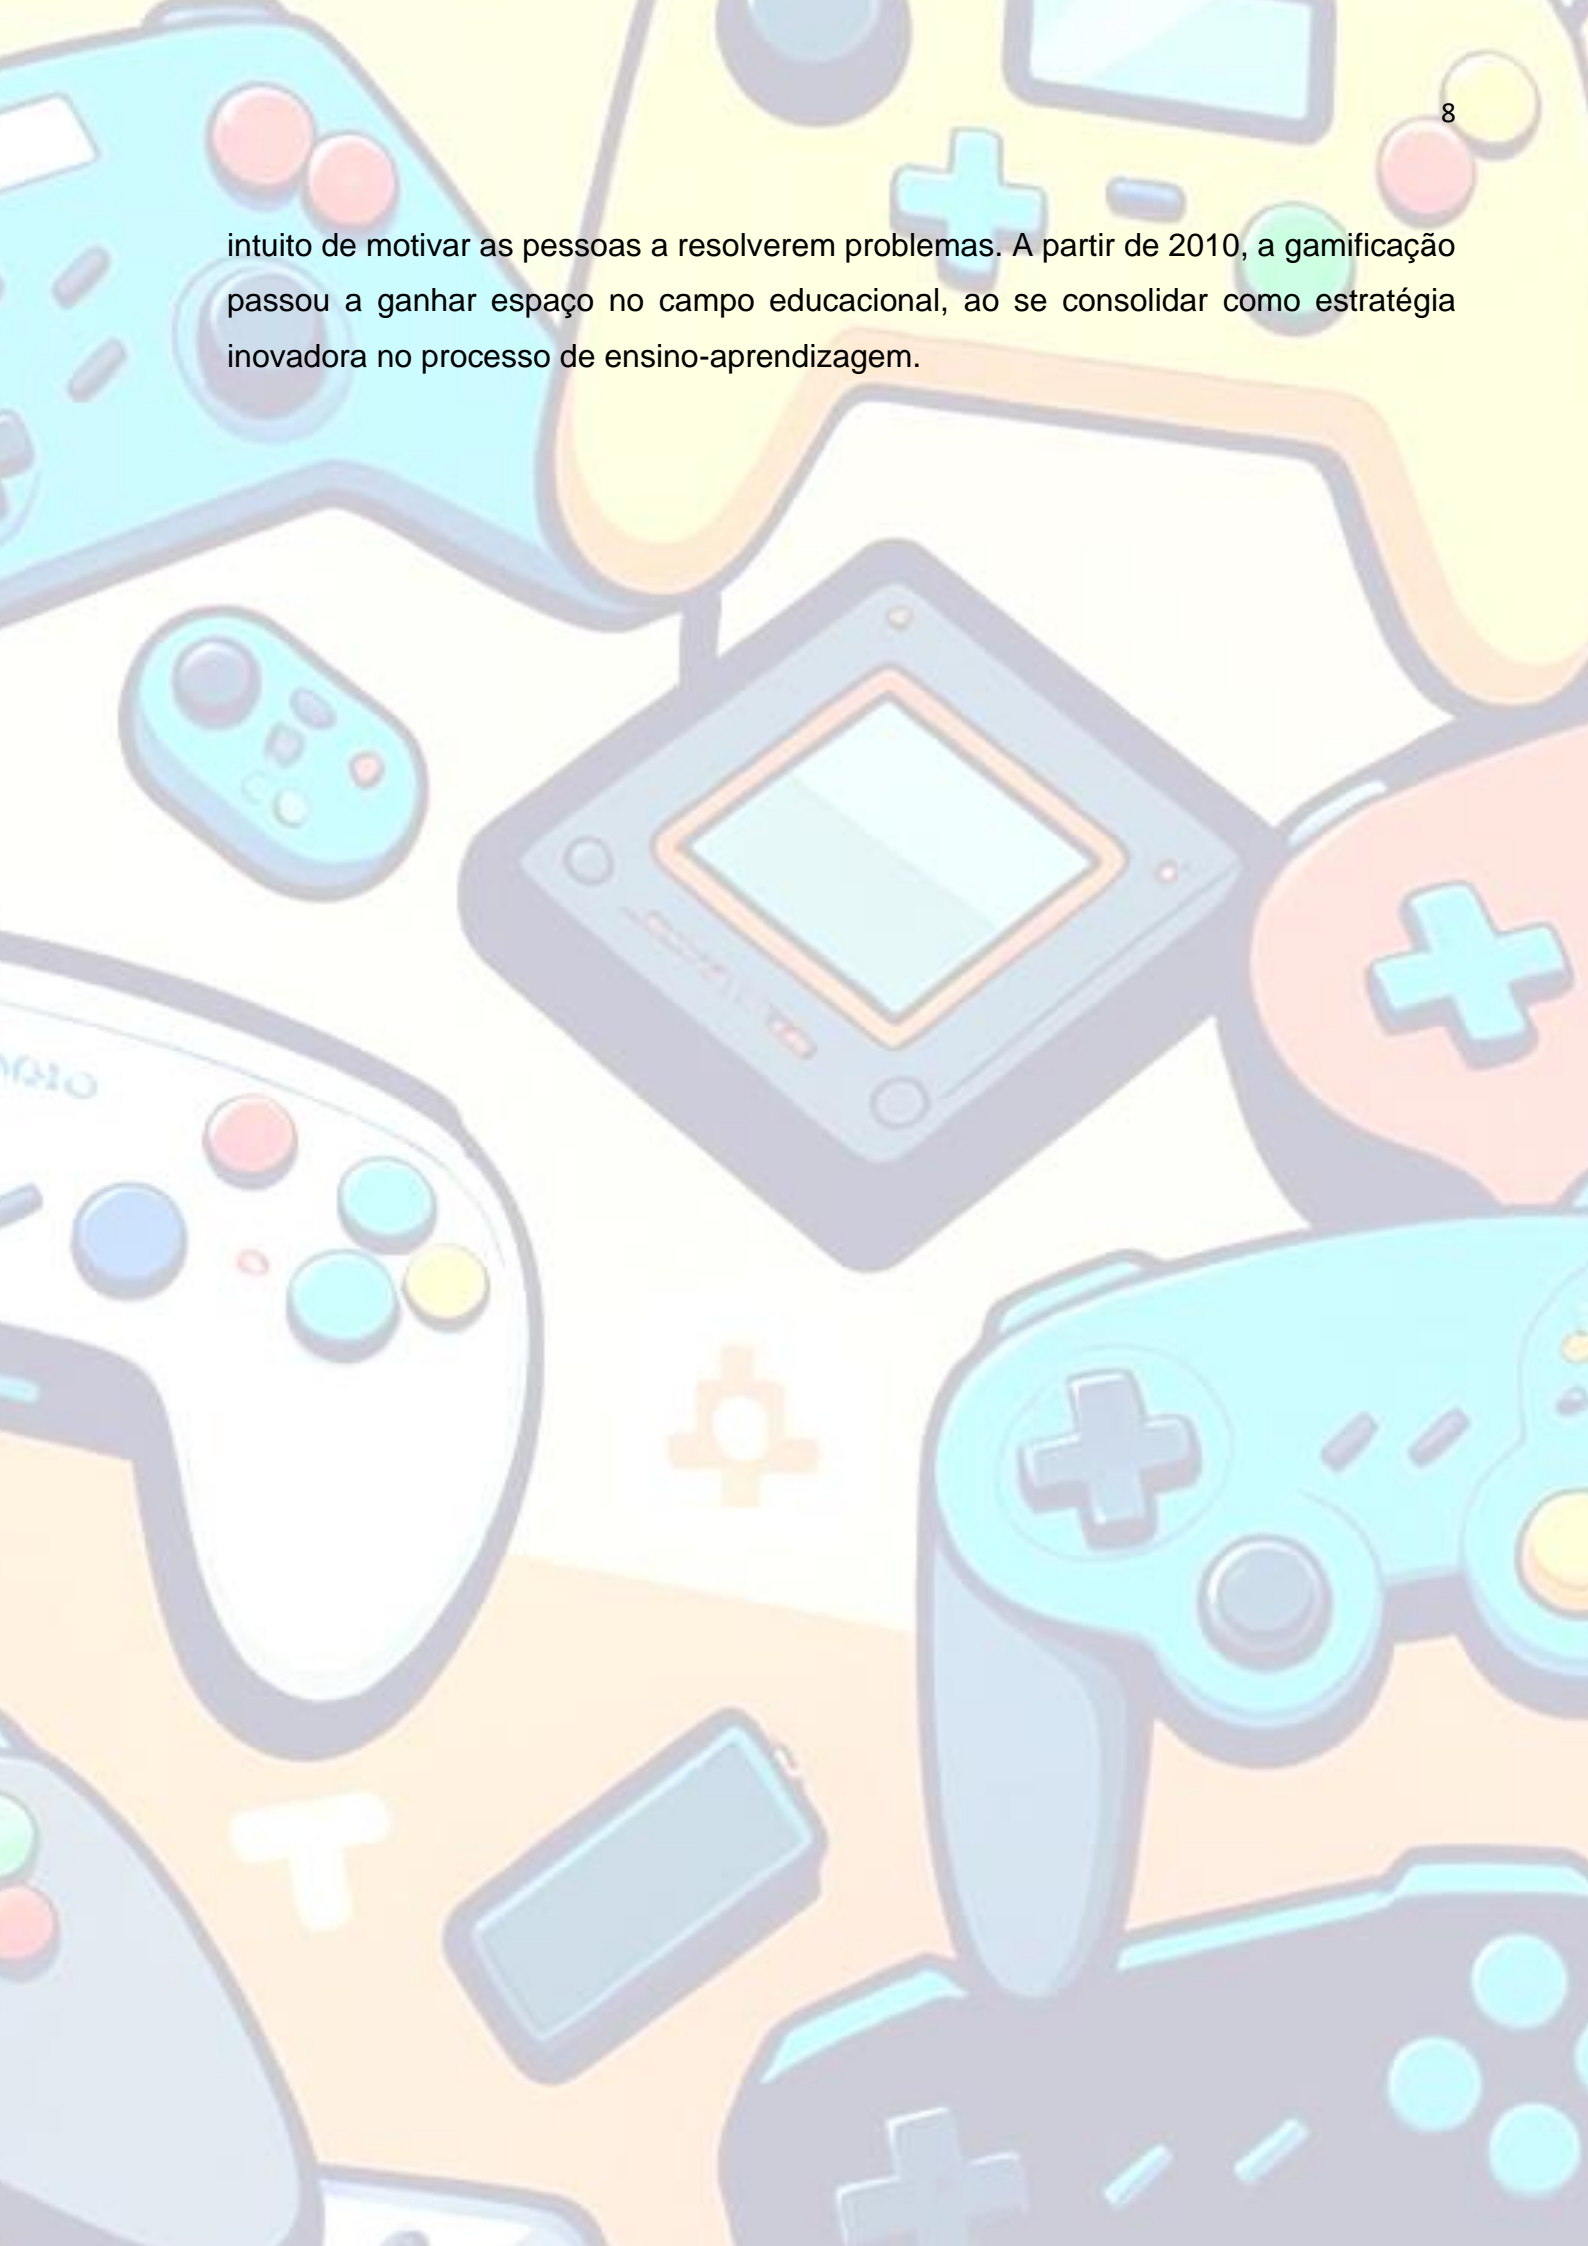 8
intuito de motivar as pessoas a resolverem problemas. A partir de 2010, a gamificação
passou a ganhar espaço no campo educacional, ao se consolidar como estratégia
inovadora no processo de ensino-aprendizagem.